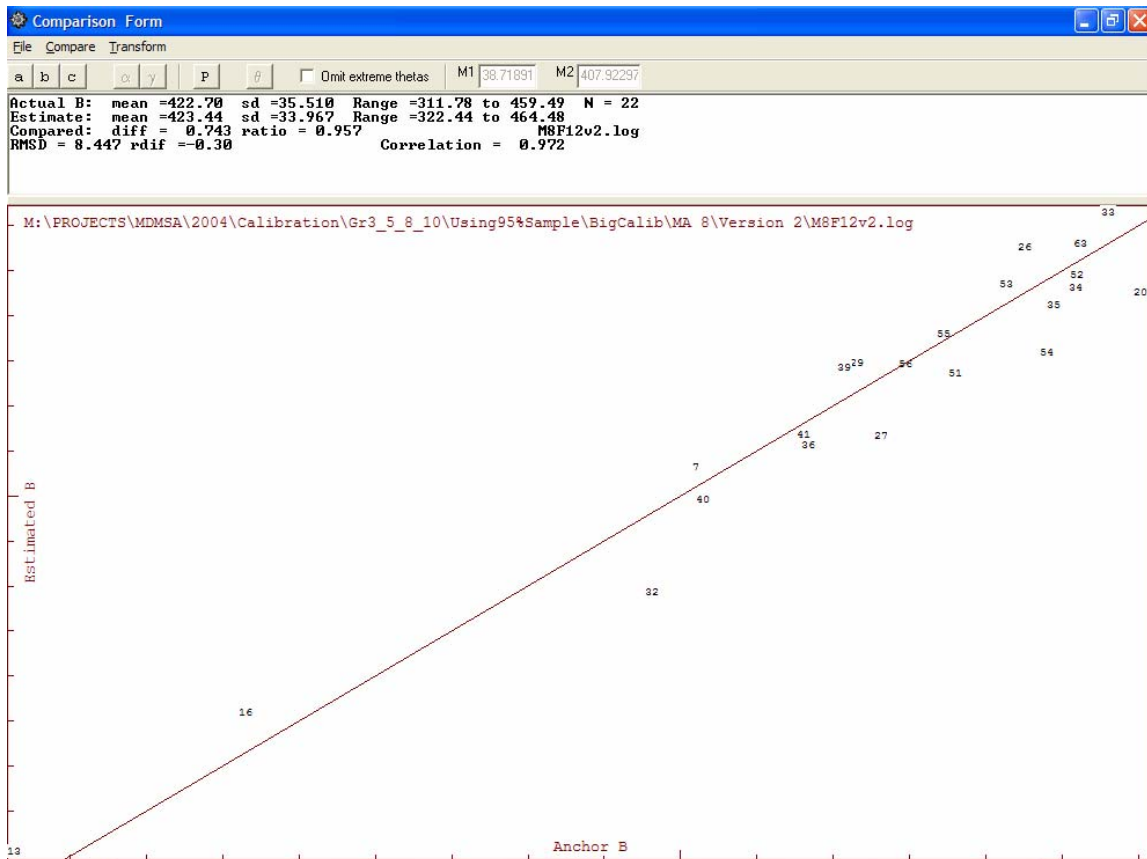 Comparison Form
File Compare Transform
a b c α γ P θ Omit extreme thetas M1 38.71891 M2 407.92297
Actual B: mean =422.70 sd =35.510 Range =311.78 to 459.49 N = 22
Estimate: mean =423.44 sd =33.967 Range =322.44 to 464.48
Compared: diff = 0.743 ratio = 0.957 M8F12v2.log
RMSD = 8.447 rdif =-0.30 Correlation = 0.972
33
M:\PROJECTS\MDMSA\2004\Calibration\Gr3_5_8_10\Using95%Sample\BigCalib\MA 8\Version 2\M8F12v2.log
26 63
52
53 34 20
35
55
54
39 29 56
51
41 27
36
7
40
Estimated B
32
16
13
Anchor B